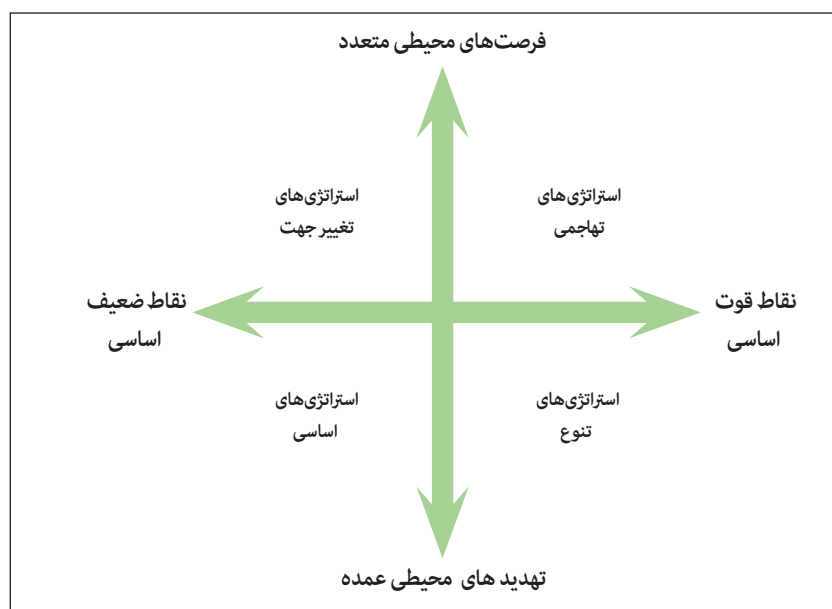 فرصت‌های محیطی متعدد
استراتژی‌های
تهاجمی
استراتژی‌های
تغییر جهت
نقاط قوت
اساسی
نقاط ضعیف
اساسی
استراتژی‌های
تنوع
استراتژی‌های
اساسی
تهدید های محیطی عمده